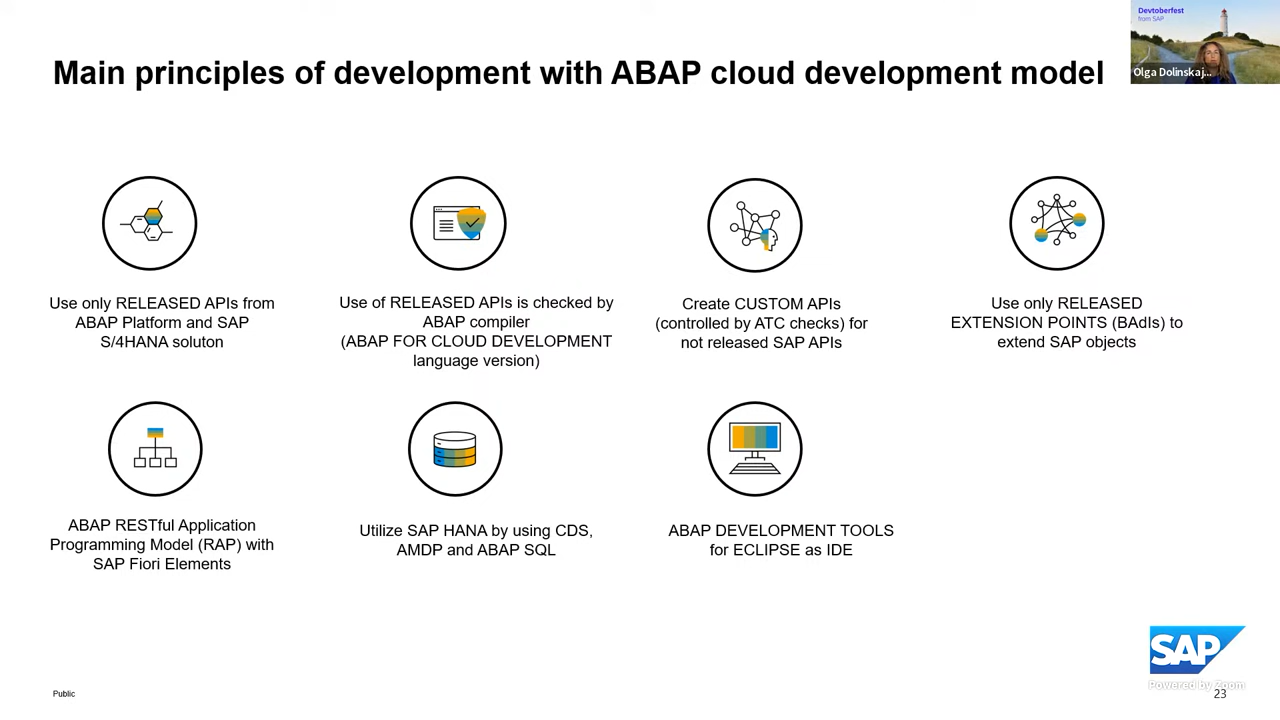 Devtoberfest
from SAP
Olga Dolinskaj...
Main principles of development with ABAP cloud development model
Use only RELEASED APIs from
ABAP Platform and SAP
S/4HANA soluton
Use of RELEASED APIs is checked by
ABAP compiler
(ABAP FOR CLOUD DEVELOPMENT
language version)
Create CUSTOM APIs
(controlled by ATC checks) for
not released SAP APIs
Use only RELEASED
EXTENSION POINTS (BAdIs) to
extend SAP objects
ABAP RESTful Application
Programming Model (RAP) with
SAP Fiori Elements
Utilize SAP HANA by using CDS,
AMDP and ABAP SQL
ABAP DEVELOPMENT TOOLS
for ECLIPSE as IDE
SAP
Powered by Zoom
Public
23